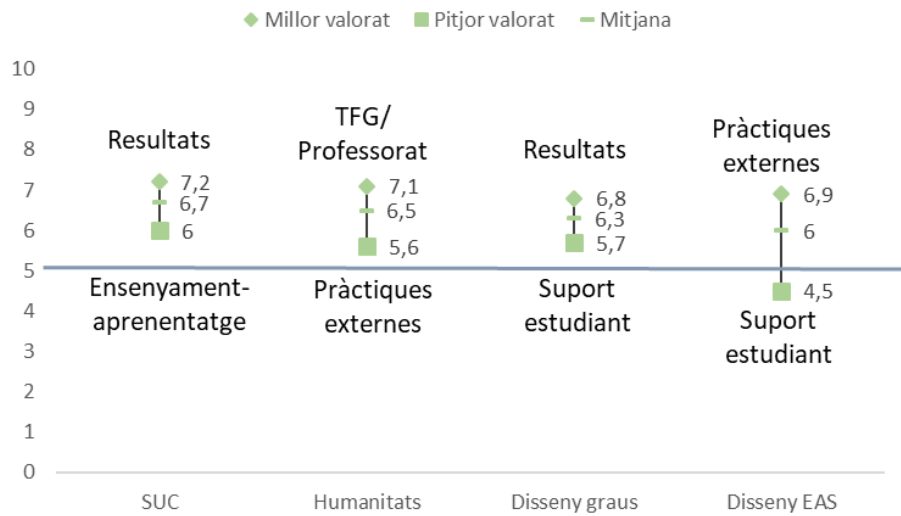 Millor valorat Pitjor valorat Mitjana
10
9
8
7
6
5
4
3
2
1
0
Resultats
7,2
6,7
6
Ensenyament-
aprenentatge
TFG/
Professorat
7,1
6,5
5,6
Pràctiques
externes
Resultats
6,8
6,3
5,7
Suport
estudiant
Pràctiques
externes
6,9
6
4,5
Suport
estudiant
SUC Humanitats Disseny graus Disseny EAS